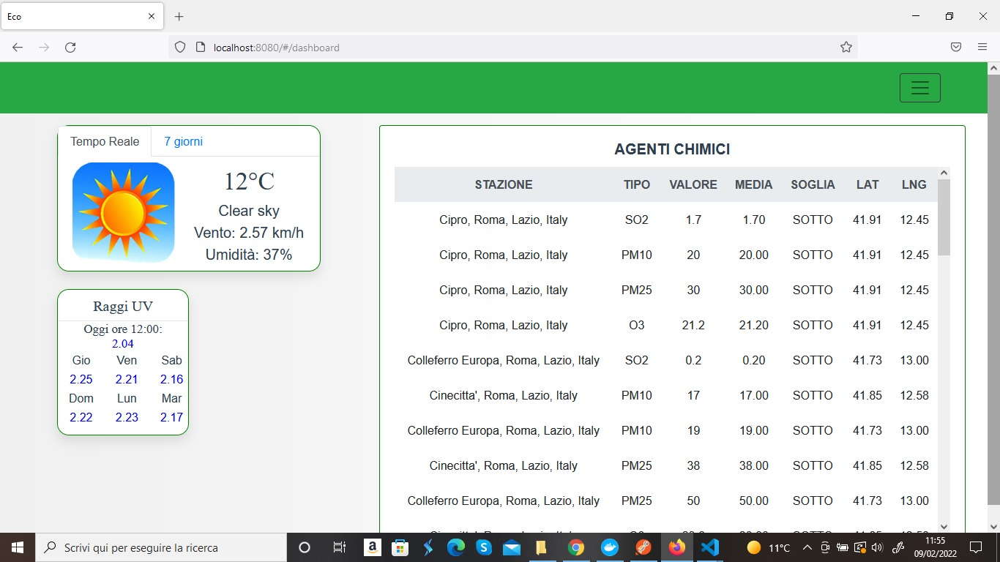 Eco
localhost:8080/#/dashboard
Tempo Reale
7 giorni
12°C
Clear sky
Vento: 2.57 km/h
Umidità: 37%
Raggi UV
Oggi ore 12:00:
2.04
Gio Ven Sab
2.25 2.21 2.16
Dom Lun Mar
2.22 2.23 2.17
AGENTI CHIMICI
STAZIONE TIPO VALORE MEDIA SOGLIA LAT LNG
Cipro, Roma, Lazio, Italy SO2 1.7 1.70 SOTTO 41.91 12.45
Cipro, Roma, Lazio, Italy PM10 20 20.00 SOTTO 41.91 12.45
Cipro, Roma, Lazio, Italy PM25 30 30.00 SOTTO 41.91 12.45
Cipro, Roma, Lazio, Italy O3 21.2 21.20 SOTTO 41.91 12.45
Colleferro Europa, Roma, Lazio, Italy SO2 0.2 0.20 SOTTO 41.73 13.00
Cinecitta', Roma, Lazio, Italy PM10 17 17.00 SOTTO 41.85 12.58
Colleferro Europa, Roma, Lazio, Italy PM10 19 19.00 SOTTO 41.73 13.00
Cinecitta', Roma, Lazio, Italy PM25 38 38.00 SOTTO 41.85 12.58
Colleferro Europa, Roma, Lazio, Italy PM25 50 50.00 SOTTO 41.73 13.00
Scrivi qui per eseguire la ricerca
11°C
11:55
09/02/2022